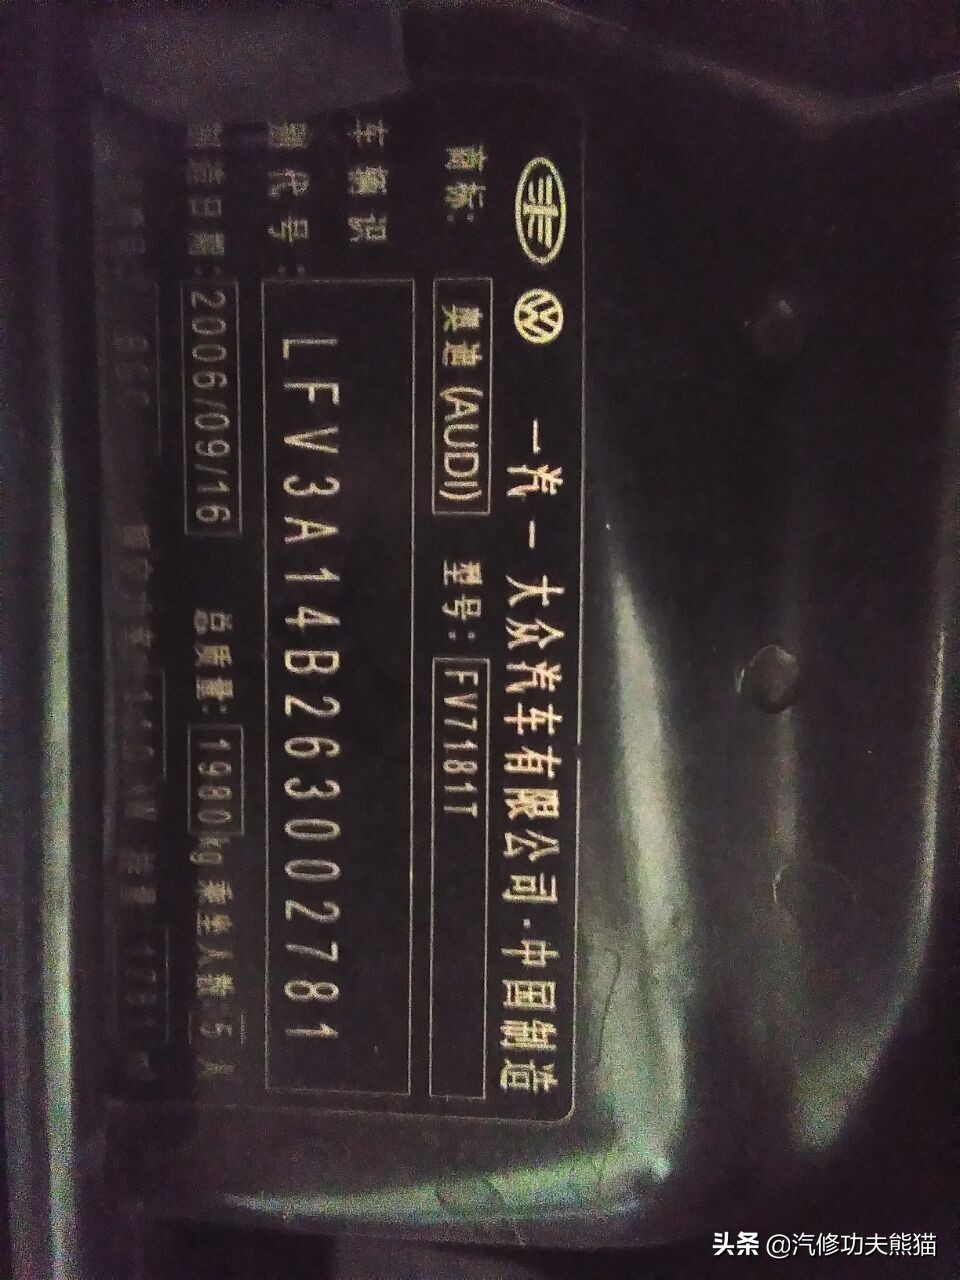 一汽一大众汽车有限公司·中国制造
商标: 奥迪(AUDI) 型号: FV7181T
车辆识
代号: LFV3A14B263002781
制造日期: 2006/09/16 总质量: 1980kg 乘坐人数 5 人
头条 @汽修功夫熊猫